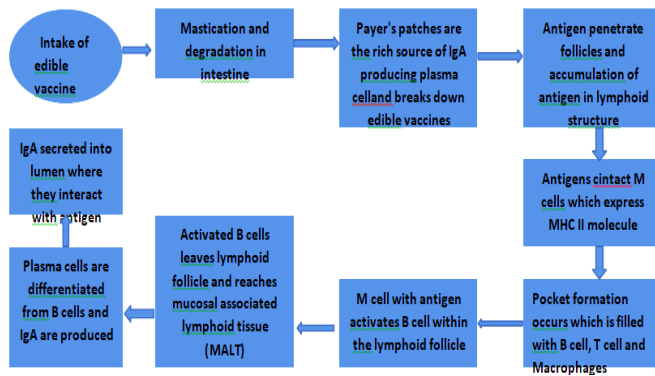 Intake of
edible
vaccine
Mastication and
degradation in
intestine
Payer's patches are
the rich source of IgA
producing plasma
celland breaks down
edible vaccines
Antigen penetrate
follicles and
accumulation of
antigen in lymphoid
structure
Antigens cintact M
cells which express
MHC II molecule
Pocket formation
occurs which is filled
with B cell, T cell and
Macrophages
M cell with antigen
activates B cell within
the lymphoid follicle
Activated B cells
leaves lymphoid
follicle and reaches
mucosal associated
lymphoid tissue
(MALT)
Plasma cells are
differentiated
from B cells and
IgA are produced
IgA secreted into
lumen where
they interact
with antigen